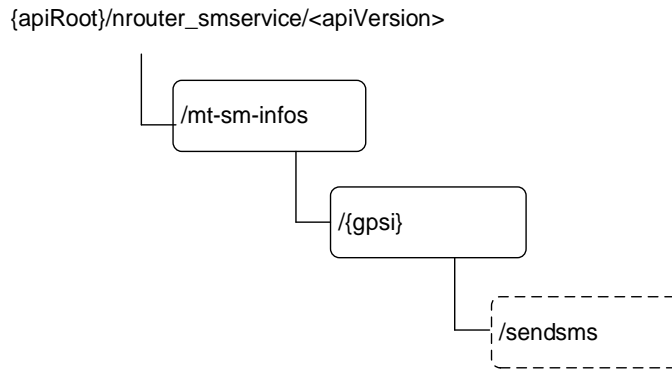 {apiRoot}/nrouter_smservice/<apiVersion>
/mt-sm-infos
/{gpsi}
/sendsms